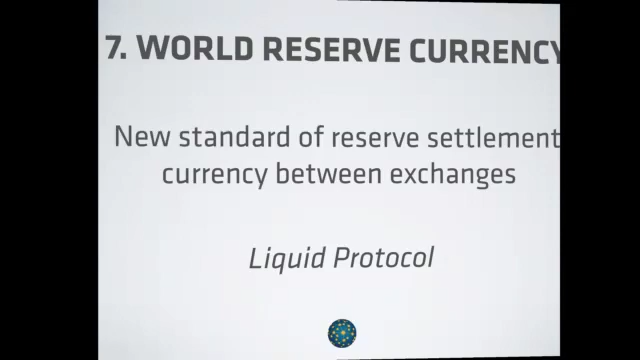 7. WORLD RESERVE CURRENCY
New standard of reserve settlement
currency between exchanges
Liquid Protocol